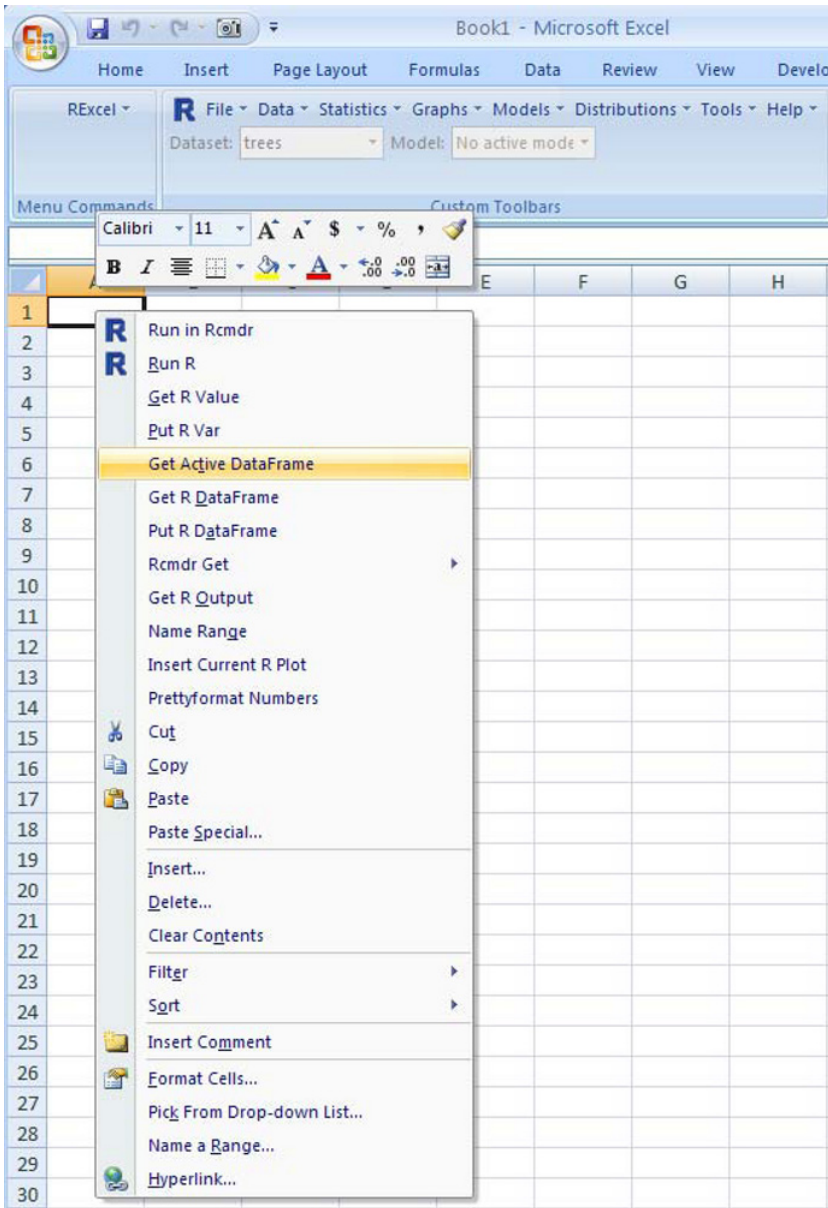 Book1 - Microsoft Excel
Home Insert Page Layout Formulas Data Review View Develo
RExcel R File Data Statistics Graphs Models Distributions Tools Help
Dataset: trees Model: No active mode
Menu Commands Custom Toolbars
Calibri 11 A A $ % ,
B I A .0 .00 .00 .0 a
E F G H
1
2
3
4
5
6
7
8
9
10
11
12
13
14
15
16
17
18
19
20
21
22
23
24
25
26
27
28
29
30
R Run in Rcmdr
R Run R
Get R Value
Put R Var
Get Active DataFrame
Get R DataFrame
Put R DataFrame
Rcmdr Get
Get R Output
Name Range
Insert Current R Plot
Prettyformat Numbers
Cut
Copy
Paste
Paste Special...
Insert...
Delete...
Clear Contents
Filter
Sort
Insert Comment
Format Cells...
Pick From Drop-down List...
Name a Range...
Hyperlink...